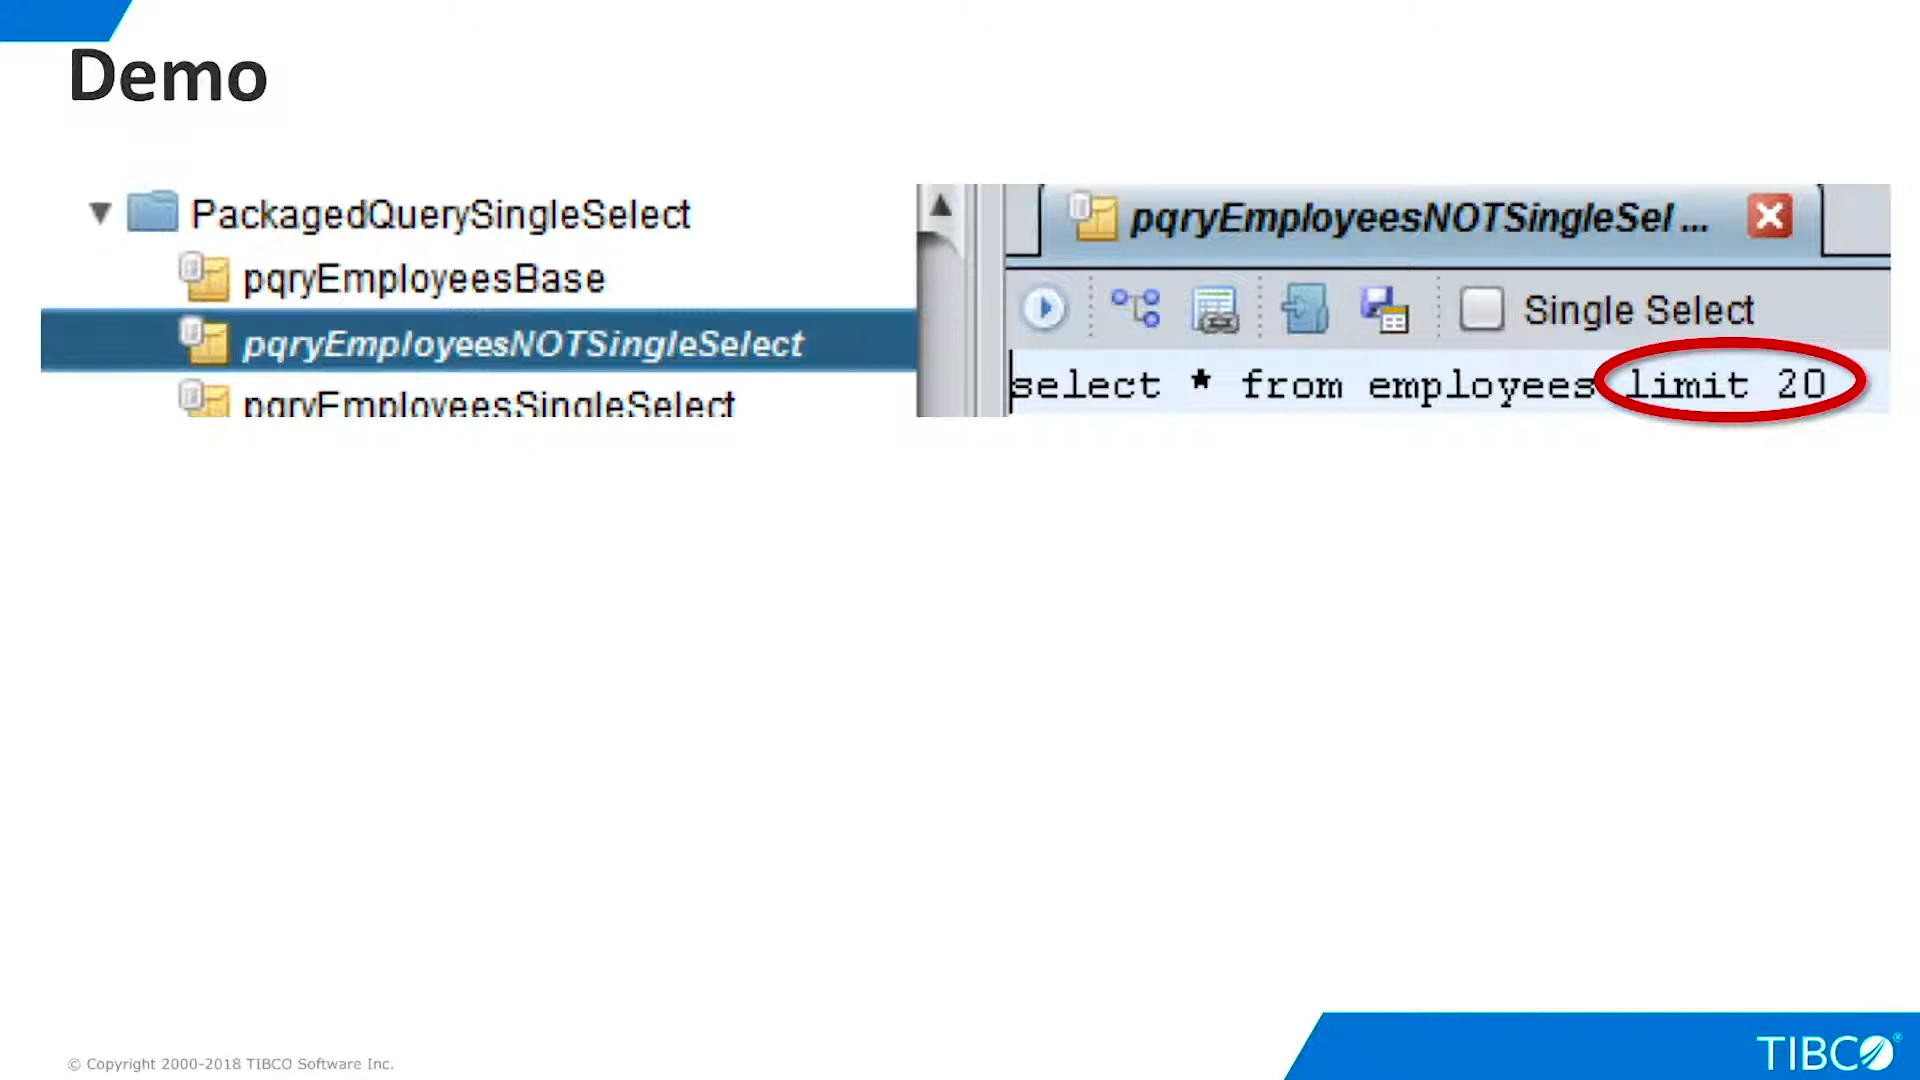 Demo
PackagedQuerySingleSelect
pqryEmployeesBase
pqryEmployeesNOTSingleSelect
pqryEmployeesSingleSelect
pqryEmployeesNOTSingleSel ...
Single Select
select * from employees limit 20
© Copyright 2000-2018 TIBCO Software Inc.
TIBCO®